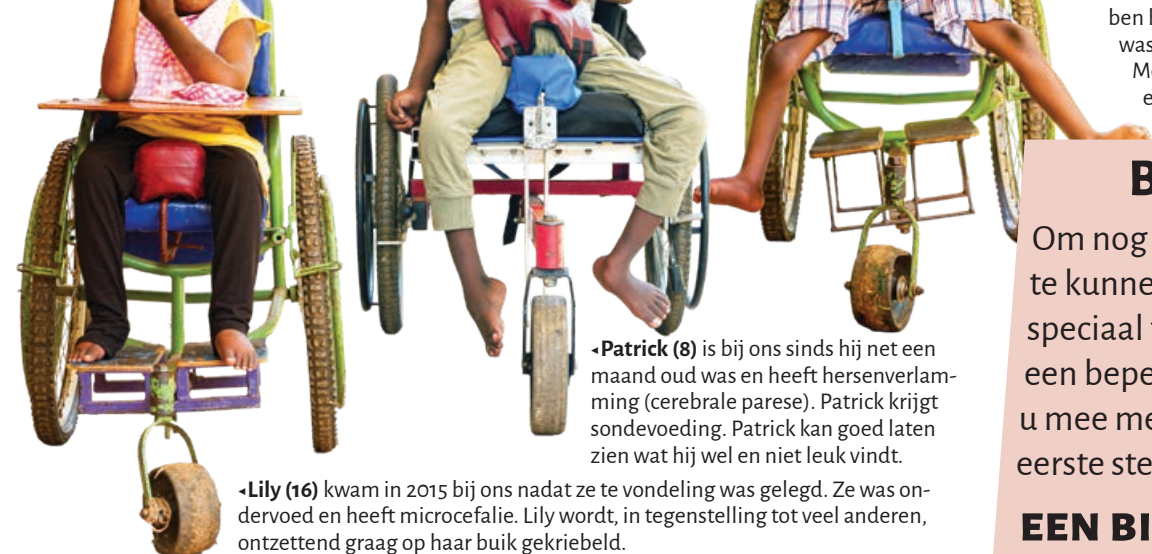 ben
was
◂Patrick (8) is bij ons sinds hij net een
maand oud was en heeft hersenverlam-
ming (cerebrale parese). Patrick krijgt
sondevoeding. Patrick kan goed laten
zien wat hij wel en niet leuk vindt.
◂Lily (16) kwam in 2015 bij ons nadat ze te vondeling was gelegd. Ze was on-
dervoed en heeft microcefalie. Lily wordt, in tegenstelling tot veel anderen,
ontzettend graag op haar buik gekriebeld.
B
Om nog
te kunne
speciaal
een bepe
u mee me
eerste ste
EEN BI